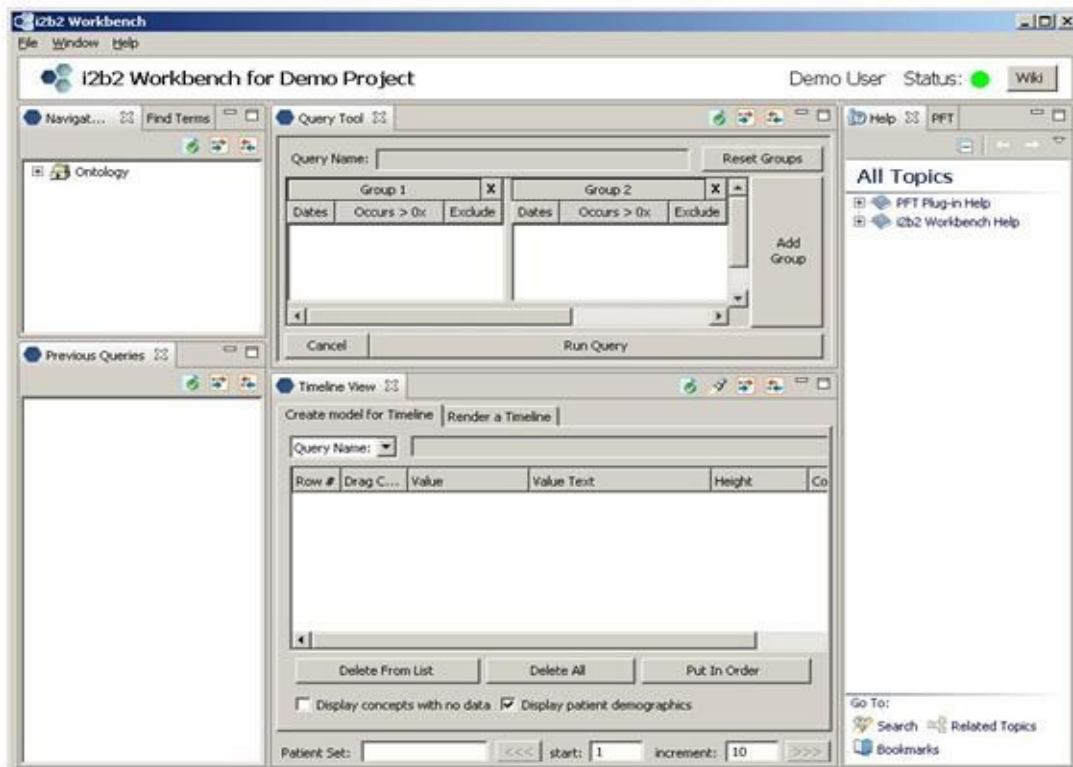 i2b2 Workbench
File Window Help
i2b2 Workbench for Demo Project
Demo User Status: Wiki
Navigat... Find Terms
Ontology
Previous Queries
Query Tool
Query Name: Reset Groups
Group 1 X Group 2 X
Dates Occurs > 0x Exclude Dates Occurs > 0x Exclude
Add
Group
Cancel Run Query
Timeline View
Create model for Timeline Render a Timeline
Query Name:
Row # Drag C... Value Value Text Height Co
Delete From List Delete All Put In Order
Display concepts with no data Display patient demographics
Patient Set: <<< start: 1 increment: 10 >>>
Help PFT
All Topics
PFT Plug-in Help
i2b2 Workbench Help
Go To:
Search Related Topics
Bookmarks